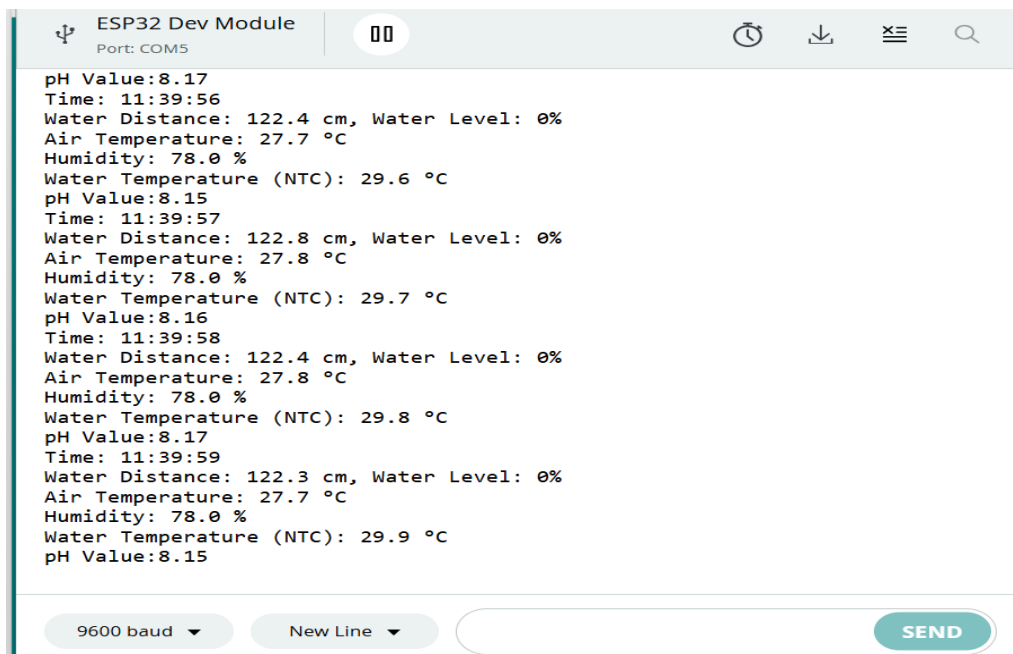 ESP32 Dev Module
Port: COM5
pH Value:8.17
Time: 11:39:56
Water Distance: 122.4 cm, Water Level: 0%
Air Temperature: 27.7 °C
Humidity: 78.0 %
Water Temperature (NTC): 29.6 °C
pH Value:8.15
Time: 11:39:57
Water Distance: 122.8 cm, Water Level: 0%
Air Temperature: 27.8 °C
Humidity: 78.0 %
Water Temperature (NTC): 29.7 °C
pH Value:8.16
Time: 11:39:58
Water Distance: 122.4 cm, Water Level: 0%
Air Temperature: 27.8 °C
Humidity: 78.0 %
Water Temperature (NTC): 29.8 °C
pH Value:8.17
Time: 11:39:59
Water Distance: 122.3 cm, Water Level: 0%
Air Temperature: 27.7 °C
Humidity: 78.0 %
Water Temperature (NTC): 29.9 °C
pH Value:8.15
9600 baud New Line SEND